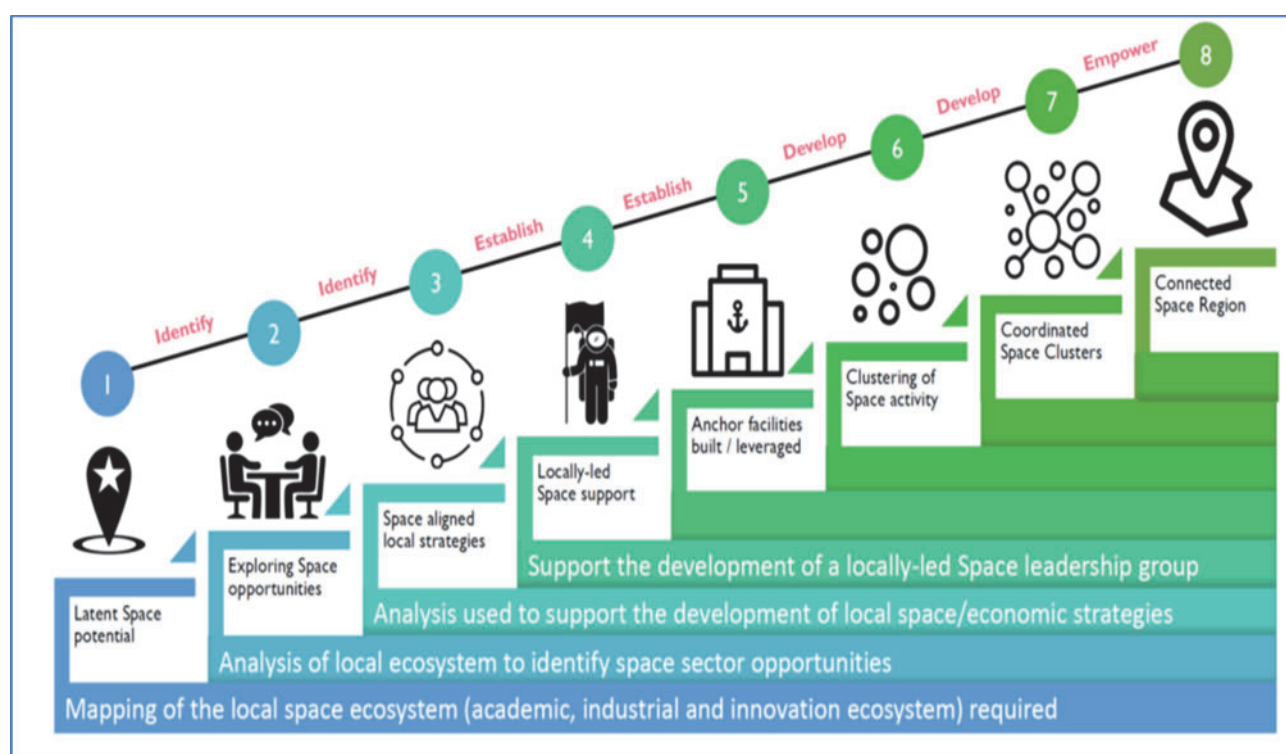 8
Empower
7
Develop
6
Develop
5
Establish
4
Establish
3
Identify
2
Identify
1
Connected
Space Region
Coordinated
Space Clusters
Clustering of
Space activity
Anchor facilities
built / leveraged
Locally-led
Space support
Space aligned
local strategies
Exploring Space
opportunities
Latent Space
potential
Support the development of a locally-led Space leadership group
Analysis used to support the development of local space/economic strategies
Analysis of local ecosystem to identify space sector opportunities
Mapping of the local space ecosystem (academic, industrial and innovation ecosystem) required